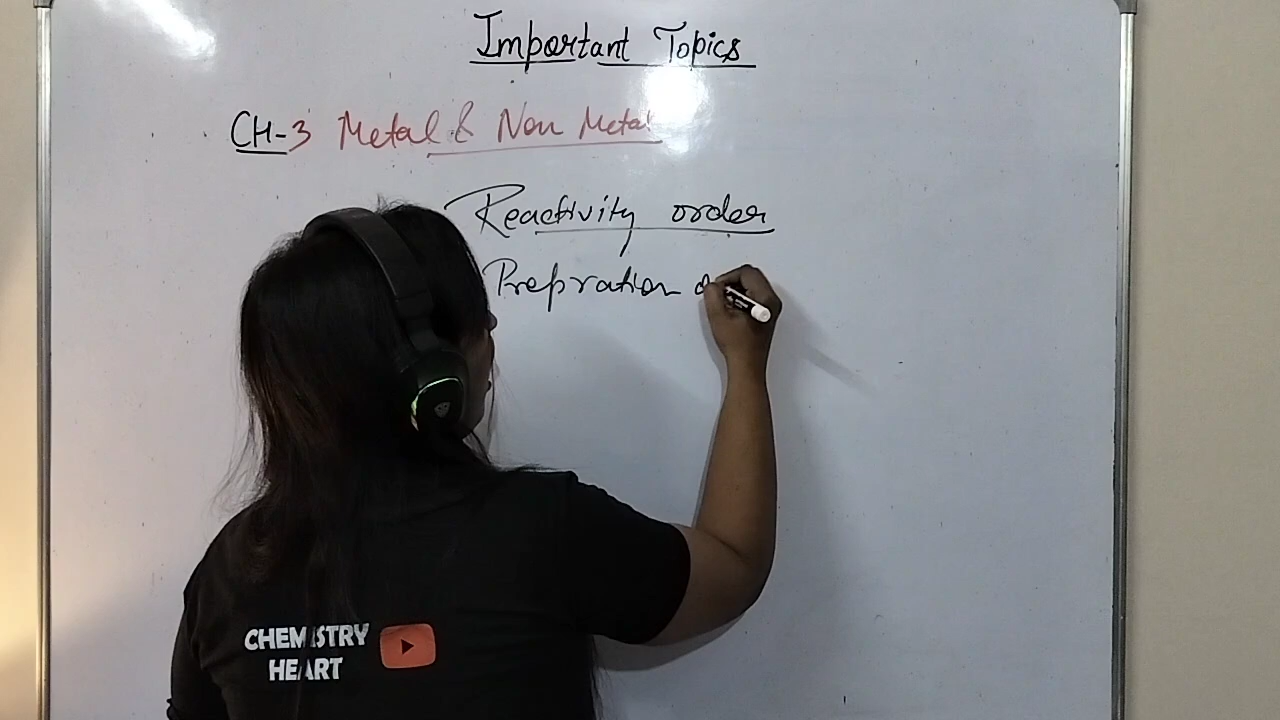 Important Topics
CH-3 Metal & Non Metal
Reactivity order
Prepration
CHEMISTRY
HEART